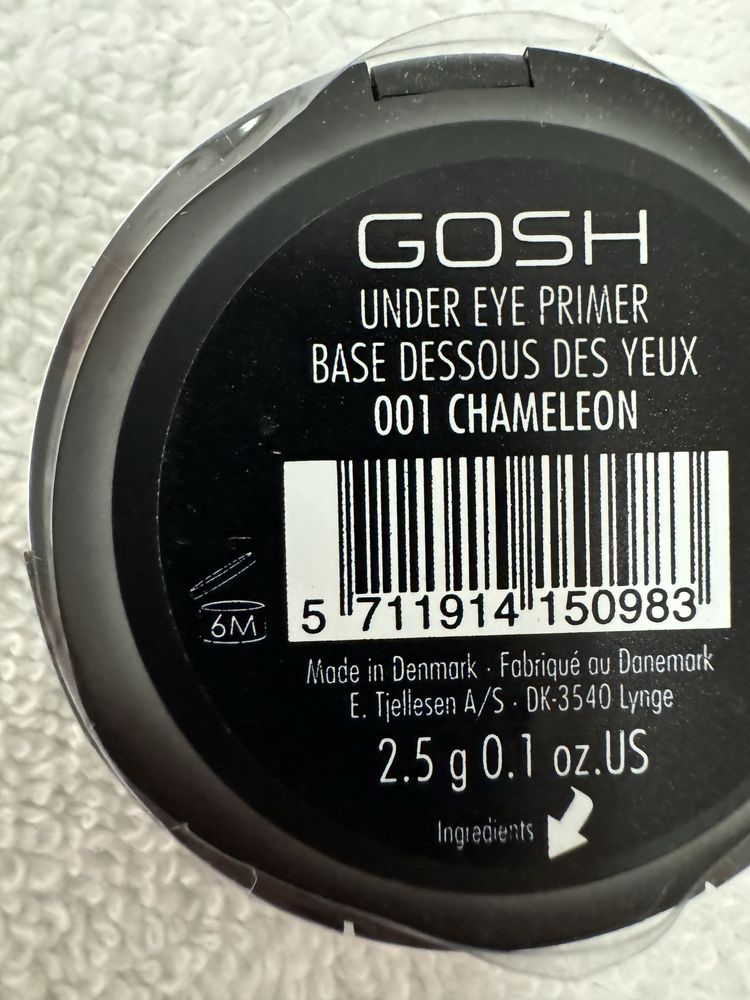 GOSH
UNDER EYE PRIMER
BASE DESSOUS DES YEUX
001 CHAMELEON
5 711914 150983
6M
Made in Denmark · Fabriqué au Danemark
E. Tjellesen A/S · DK-3540 Lynge
2.5 g 0.1 oz.US
Ingredients